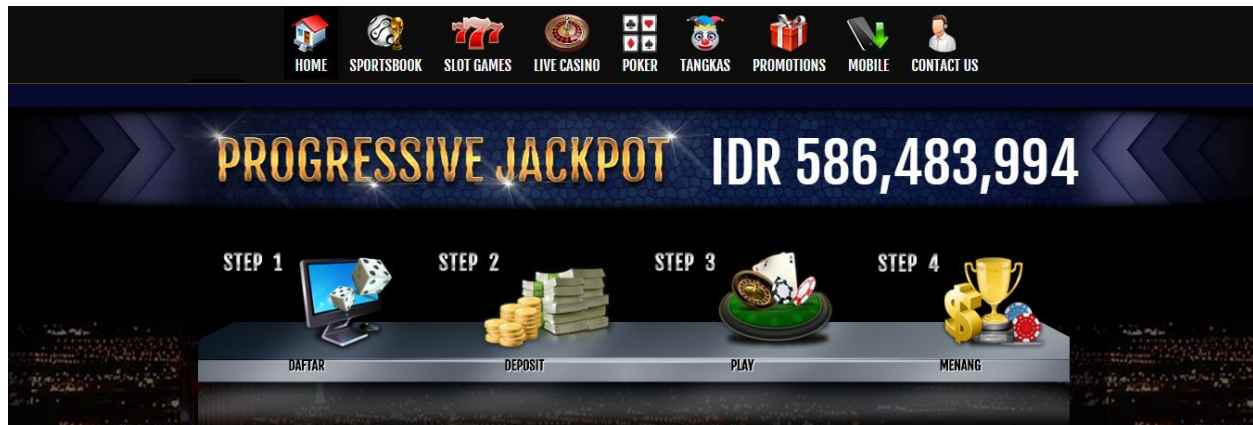 HOME SPORTSBOOK SLOT GAMES LIVE CASINO POKER TANGKAS PROMOTIONS MOBILE CONTACT US
PROGRESSIVE JACKPOT IDR 586,483,994
STEP 1 STEP 2 STEP 3 STEP 4
DAFTAR DEPOSIT PLAY MENANG